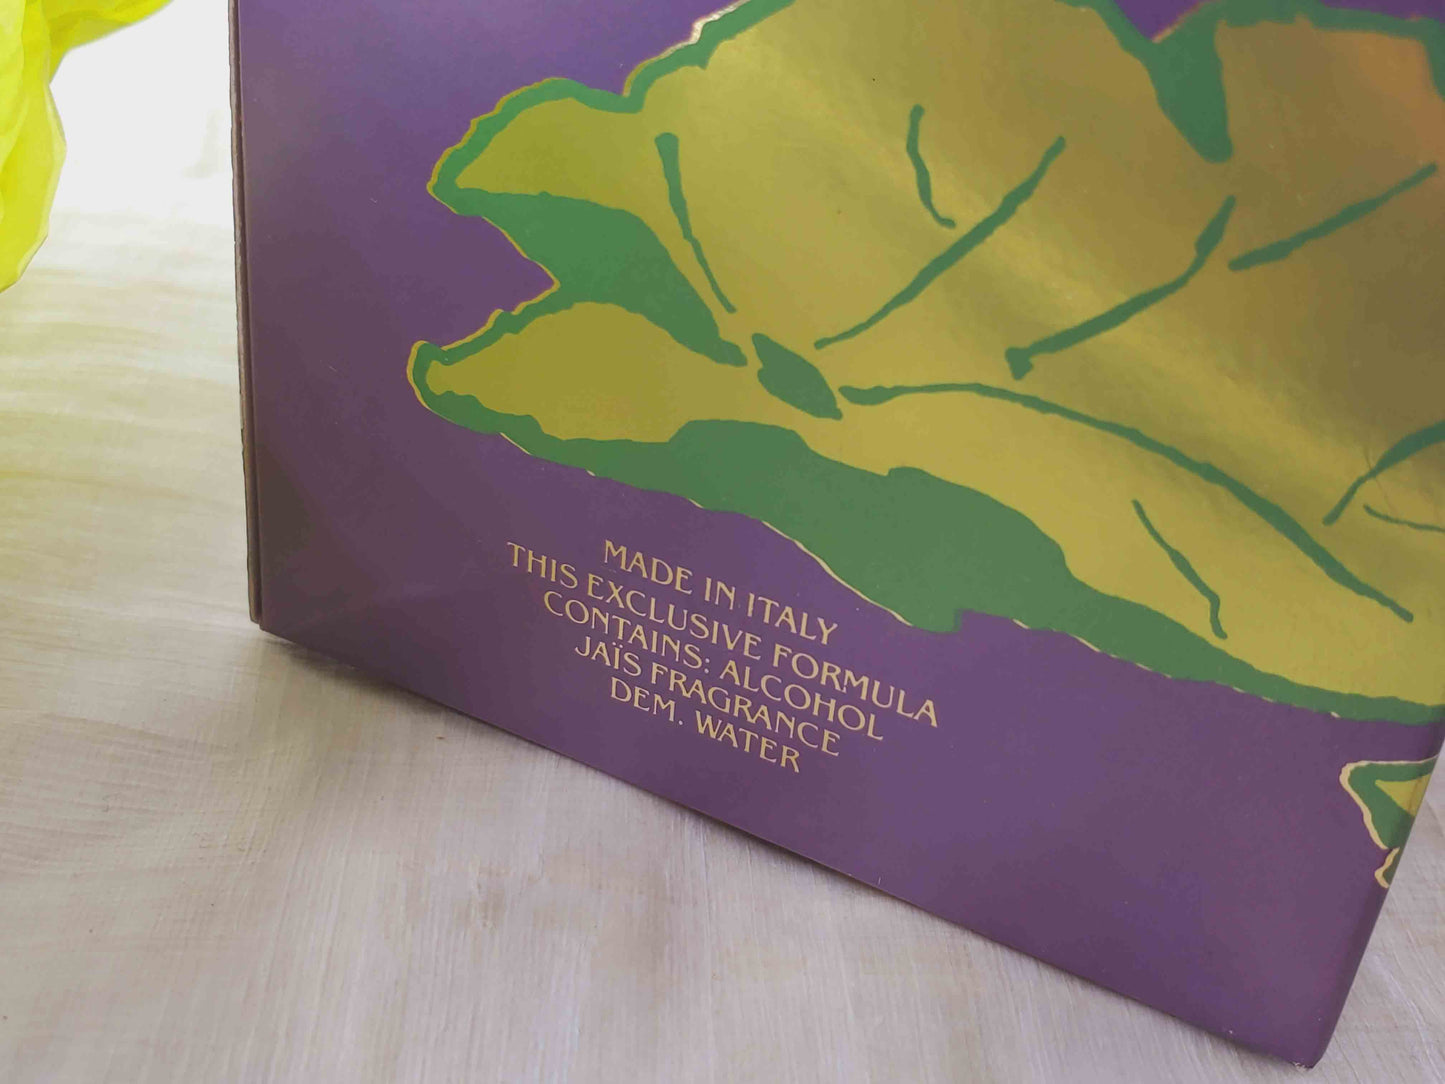 MADE IN ITALY
THIS EXCLUSIVE FORMULA
CONTAINS: ALCOHOL
JAÏS FRAGRANCE
DEM. WATER